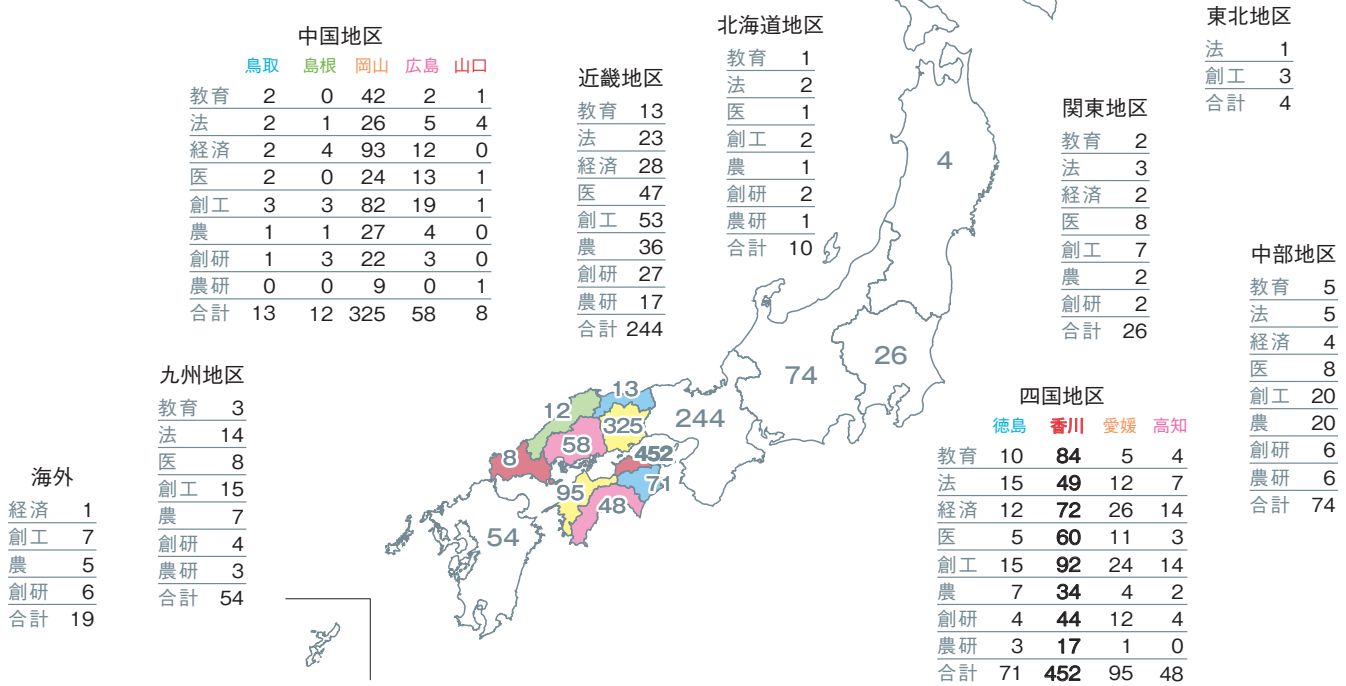 中国地区
鳥取 島根 岡山 広島 山口
教育 2 0 42 2 1
法 2 1 26 5 4
経済 2 4 93 12 0
医 2 0 24 13 1
創工 3 3 82 19 1
農 1 1 27 4 0
創研 1 3 22 3 0
農研 0 0 9 0 1
合計 13 12 325 58 8
近畿地区
教育 13
法 23
経済 28
医 47
創工 53
農 36
創研 27
農研 17
合計 244
北海道地区
教育 1
法 2
医 1
創工 2
農 1
創研 2
農研 1
合計 10
関東地区
教育 2
法 3
経済 2
医 8
創工 7
農 2
創研 2
合計 26
東北地区
法 1
創工 3
合計 4
中部地区
教育 5
法 5
経済 4
医 8
創工 20
農 20
創研 6
農研 6
合計 74
九州地区
教育 3
法 14
医 8
創工 15
農 7
創研 4
農研 3
合計 54
海外
経済 1
創工 7
農 5
創研 6
合計 19
四国地区
徳島 香川 愛媛 高知
教育 10 84 5 4
法 15 49 12 7
経済 12 72 26 14
医 5 60 11 3
創工 15 92 24 14
農 7 34 4 2
創研 4 44 12 4
農研 3 17 1 0
合計 71 452 95 48
4
26
74
244
13
12
325
58
8
452
71
95
48
54